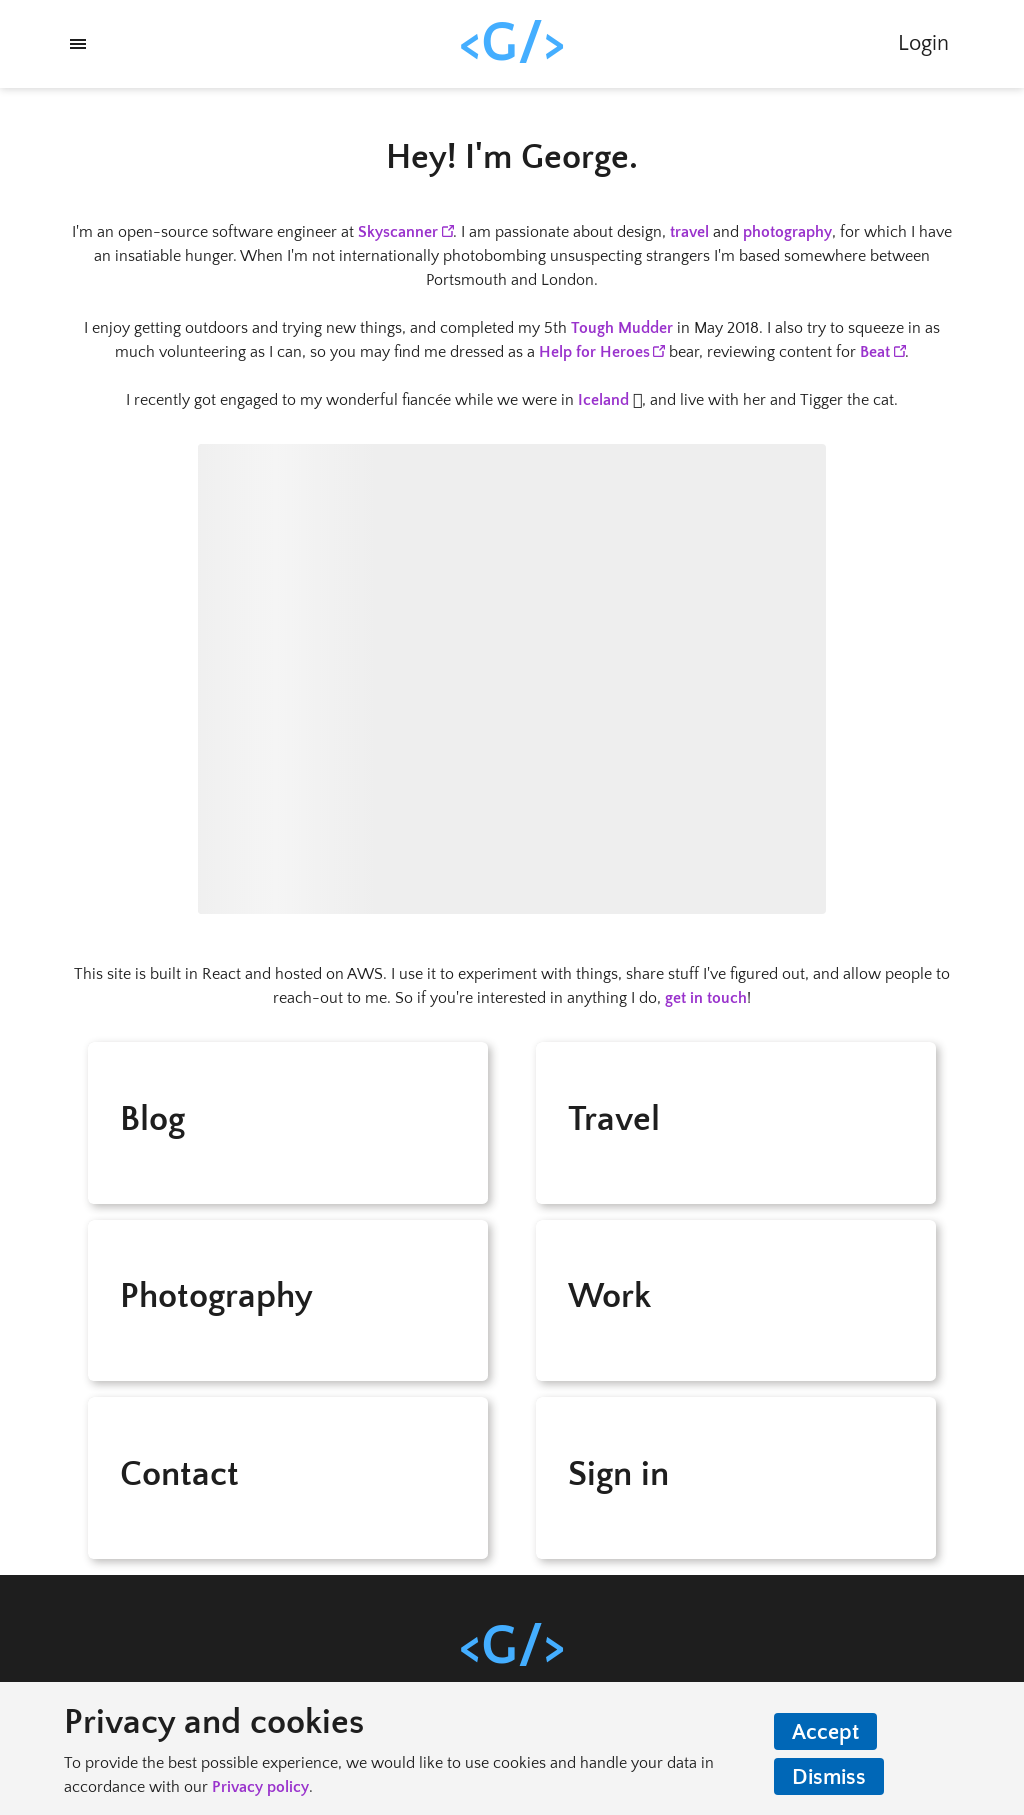 <G/>
Login
Hey! I'm George.
I'm an open-source software engineer at Skyscanner. I am passionate about design, travel and photography, for which I have
an insatiable hunger. When I'm not internationally photobombing unsuspecting strangers I'm based somewhere between
Portsmouth and London.
I enjoy getting outdoors and trying new things, and completed my 5th Tough Mudder in May 2018. I also try to squeeze in as
much volunteering as I can, so you may find me dressed as a Help for Heroes bear, reviewing content for Beat.
I recently got engaged to my wonderful fiancée while we were in Iceland , and live with her and Tigger the cat.
This site is built in React and hosted on AWS. I use it to experiment with things, share stuff I've figured out, and allow people to
reach-out to me. So if you're interested in anything I do, get in touch!
Blog
Travel
Photography
Work
Contact
Sign in
<G/>
Privacy and cookies
To provide the best possible experience, we would like to use cookies and handle your data in
accordance with our Privacy policy.
Accept
Dismiss